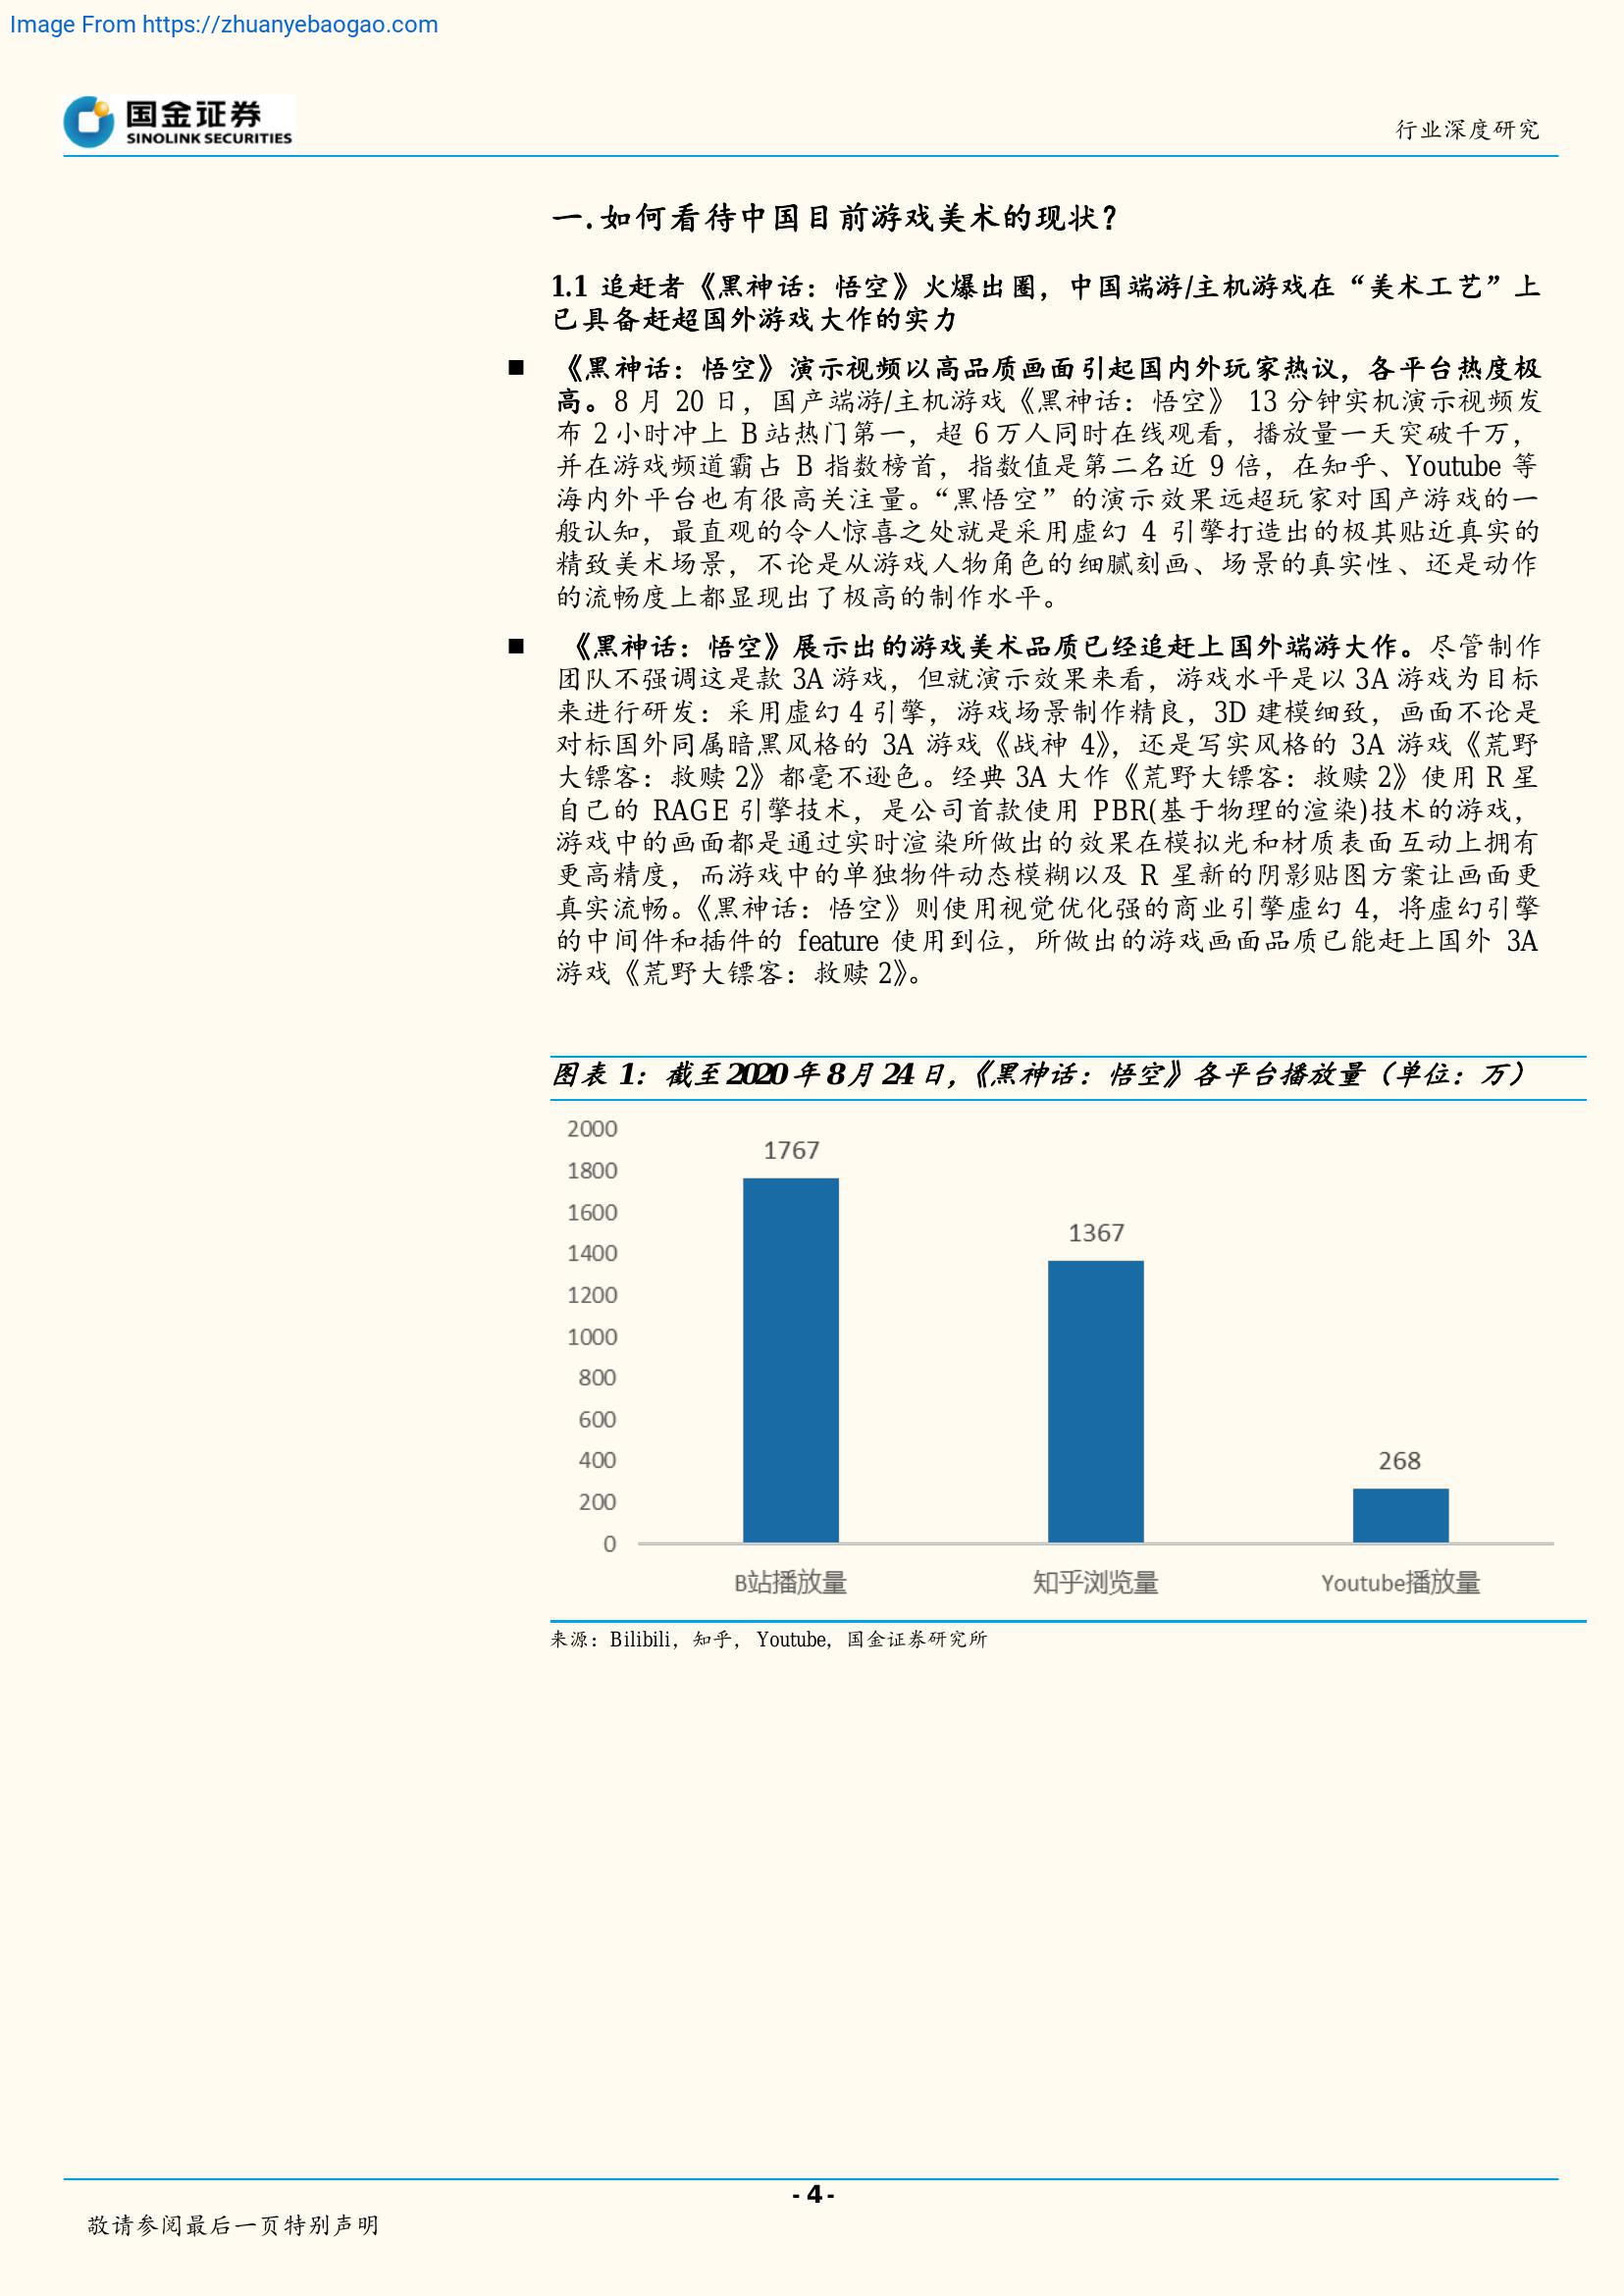 Image From https://zhuanyebaogao.com
国金证券
SINOLINK SECURITIES
行业深度研究
一. 如何看待中国目前游戏美术的现状？
1.1 追赶者《黑神话：悟空》火爆出圈，中国端游/主机游戏在“美术工艺”上
已具备赶超国外游戏大作的实力
■ 《黑神话：悟空》演示视频以高品质画面引起国内外玩家热议，各平台热度极
高。8 月 20 日，国产端游/主机游戏《黑神话：悟空》 13 分钟实机演示视频发
布 2 小时冲上 B 站热门第一，超 6 万人同时在线观看，播放量一天突破千万，
并在游戏频道霸占 B 指数榜首，指数值是第二名近 9 倍，在知乎、Youtube 等
海内外平台也有很高关注量。“黑悟空”的演示效果远超玩家对国产游戏的一
般认知，最直观的令人惊喜之处就是采用虚幻 4 引擎打造出的极其贴近真实的
精致美术场景，不论是从游戏人物角色的细腻刻画、场景的真实性、还是动作
的流畅度上都显现出了极高的制作水平。
■ 《黑神话：悟空》展示出的游戏美术品质已经追赶上国外端游大作。尽管制作
团队不强调这是款 3A 游戏，但就演示效果来看，游戏水平是以 3A 游戏为目标
来进行研发：采用虚幻 4 引擎，游戏场景制作精良，3D 建模细致，画面不论是
对标国外同属暗黑风格的 3A 游戏《战神 4》，还是写实风格的 3A 游戏《荒野
大镖客：救赎 2》都毫不逊色。经典 3A 大作《荒野大镖客：救赎 2》使用 R 星
自己的 RAGE 引擎技术，是公司首款使用 PBR(基于物理的渲染)技术的游戏，
游戏中的画面都是通过实时渲染所做出的效果在模拟光和材质表面互动上拥有
更高精度，而游戏中的单独物件动态模糊以及 R 星新的阴影贴图方案让画面更
真实流畅。《黑神话：悟空》则使用视觉优化强的商业引擎虚幻 4，将虚幻引擎
的中间件和插件的 feature 使用到位，所做出的游戏画面品质已能赶上国外 3A
游戏《荒野大镖客：救赎 2》。
图表 1：截至 2020 年 8 月 24 日，《黑神话：悟空》各平台播放量（单位：万）
2000
1800
1600
1400
1200
1000
800
600
400
200
0
1767
1367
268
B站播放量
知乎浏览量
Youtube播放量
来源：Bilibili，知乎，Youtube，国金证券研究所
- 4 -
敬请参阅最后一页特别声明